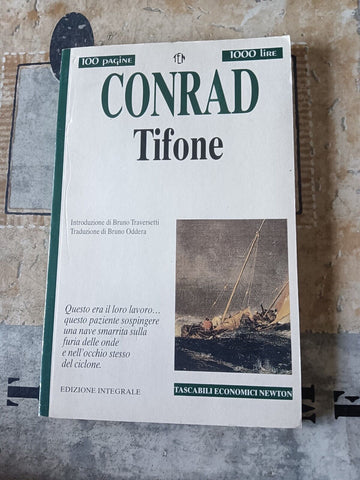 100 pagine TEN 1000 lire
CONRAD
Tifone
Introduzione di Bruno Traversetti
Traduzione di Bruno Oddera
Questo era il loro lavoro...
questo paziente sospingere
una nave smarrita sulla
furia delle onde
e nell'occhio stesso
del ciclone.
EDIZIONE INTEGRALE
TASCABILI ECONOMICI NEWTON